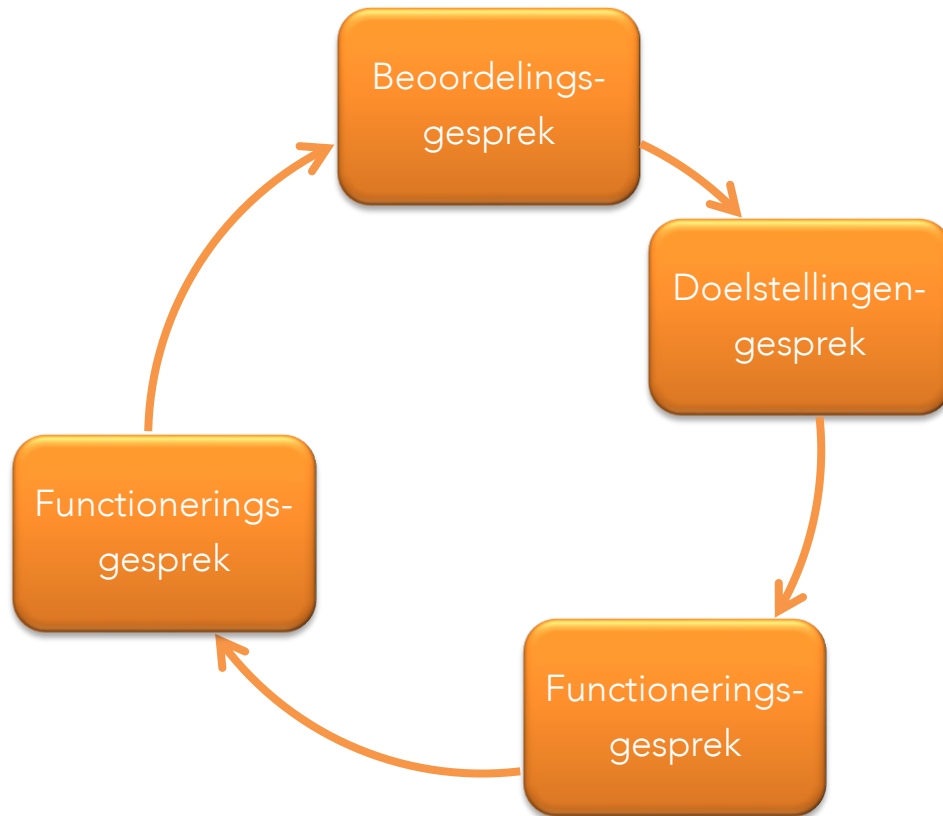 Beoordelings-
gesprek
Doelstellingen-
gesprek
Functionerings-
gesprek
Functionerings-
gesprek